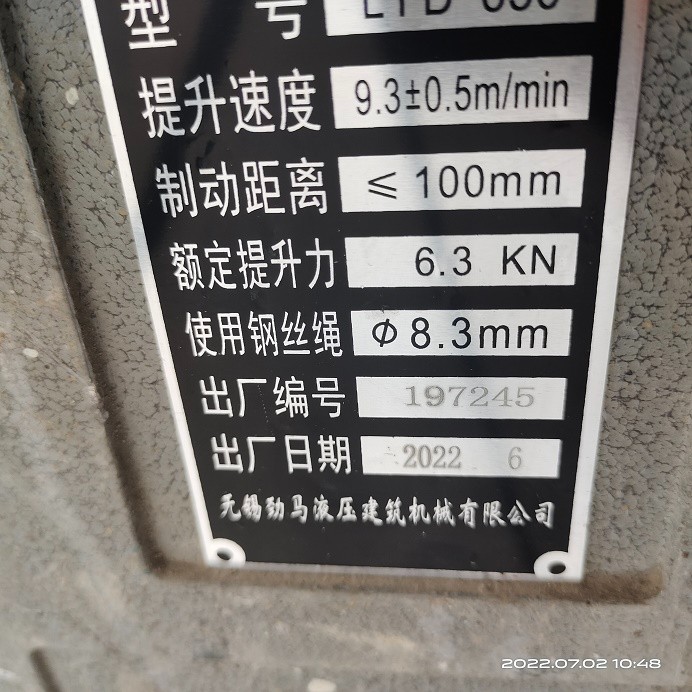 型 号
提升速度 9.3±0.5m/min
制动距离 ≤ 100mm
额定提升力 6.3 KN
使用钢丝绳 Φ8.3mm
出厂编号 197245
出厂日期 2022 6
无锡劲马液压建筑机械有限公司
2022.07.02 10:48